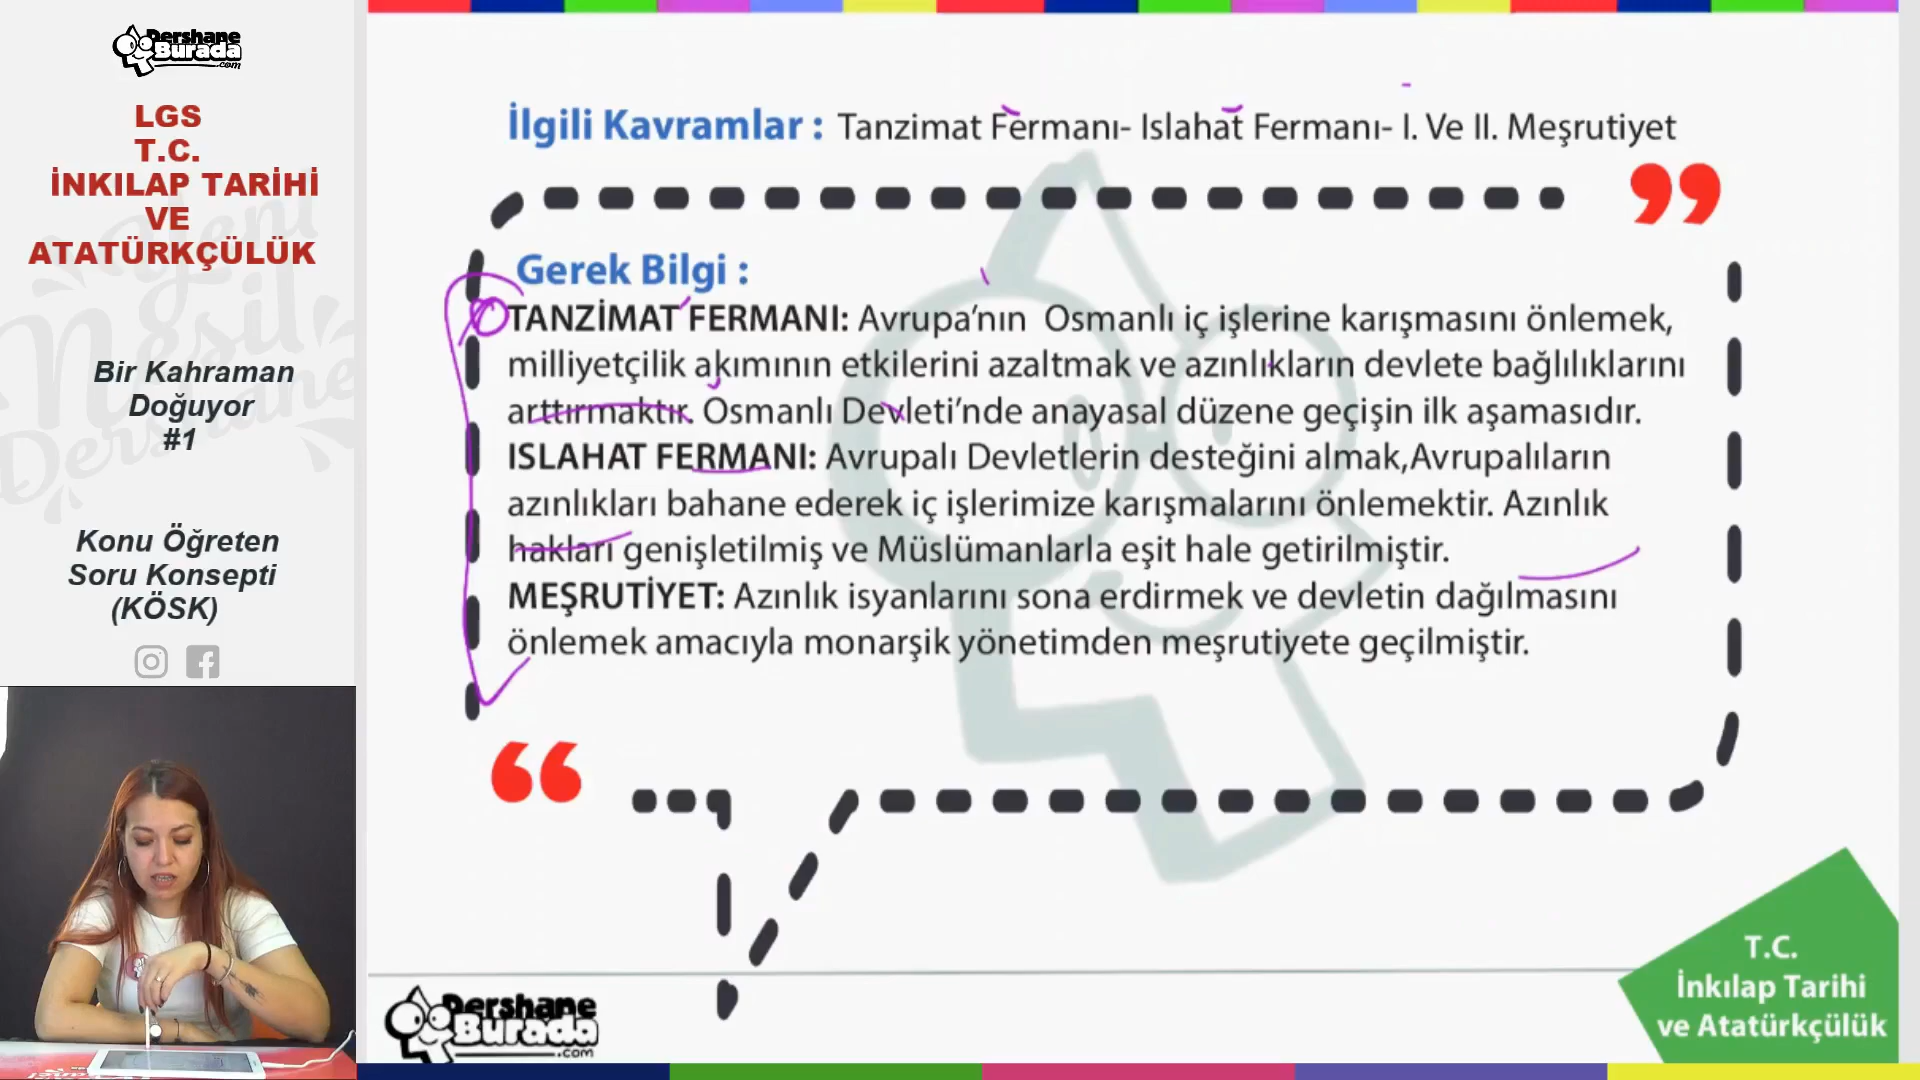 Dershane
Burada
.com
LGS
T.C.
İNKILAP TARİHİ
VE
ATATÜRKÇÜLÜK
Yeni
Nesil
Dershane
Bir Kahraman
Doğuyor
#1
Konu Öğreten
Soru Konsepti
(KÖSK)
İlgili Kavramlar : Tanzimat Fermanı- Islahat Fermanı- I. Ve II. Meşrutiyet
Gerek Bilgi :
TANZİMAT FERMANI: Avrupa’nın Osmanlı iç işlerine karışmasını önlemek,
milliyetçilik akımının etkilerini azaltmak ve azınlıkların devlete bağlılıklarını
arttırmaktır. Osmanlı Devleti’nde anayasal düzene geçişin ilk aşamasıdır.
ISLAHAT FERMANI: Avrupalı Devletlerin desteğini almak,Avrupalıların
azınlıkları bahane ederek iç işlerimize karışmalarını önlemektir. Azınlık
hakları genişletilmiş ve Müslümanlarla eşit hale getirilmiştir.
MEŞRUTİYET: Azınlık isyanlarını sona erdirmek ve devletin dağılmasını
önlemek amacıyla monarşik yönetimden meşrutiyete geçilmiştir.
Dershane
Burada
.com
T.C.
İnkılap Tarihi
ve Atatürkçülük